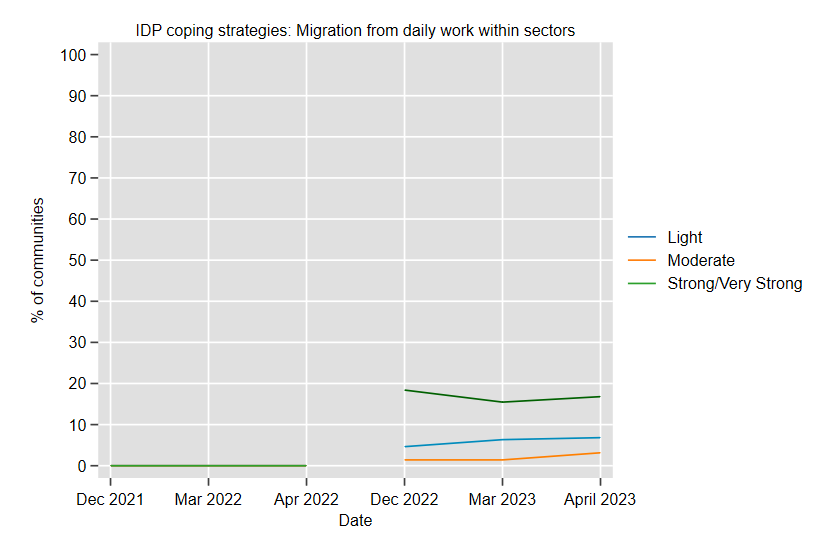 IDP coping strategies: Migration from daily work within sectors
100
90
80
70
60
50
40
30
20
10
0
% of communities
Dec 2021 Mar 2022 Apr 2022 Dec 2022 Mar 2023 April 2023
Date
Light
Moderate
Strong/Very Strong